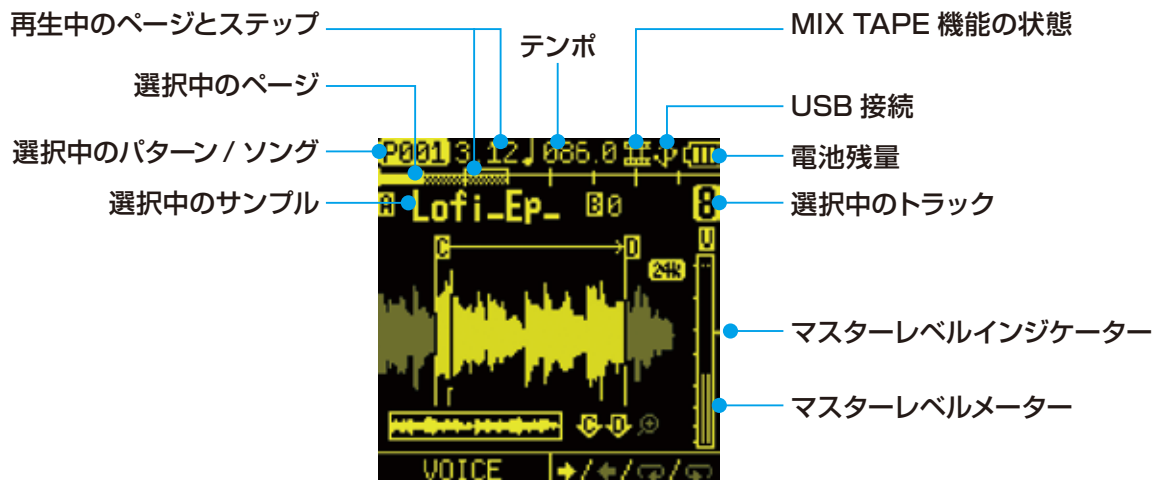 再生中のページとステップ
選択中のページ
選択中のパターン / ソング
選択中のサンプル
テンポ
MIX TAPE 機能の状態
USB 接続
電池残量
選択中のトラック
マスターレベルインジケーター
マスターレベルメーター
P001 3.12 ♩086.0
A Lofi_Ep_ B0 8
C D V
24k
C D
VOICE